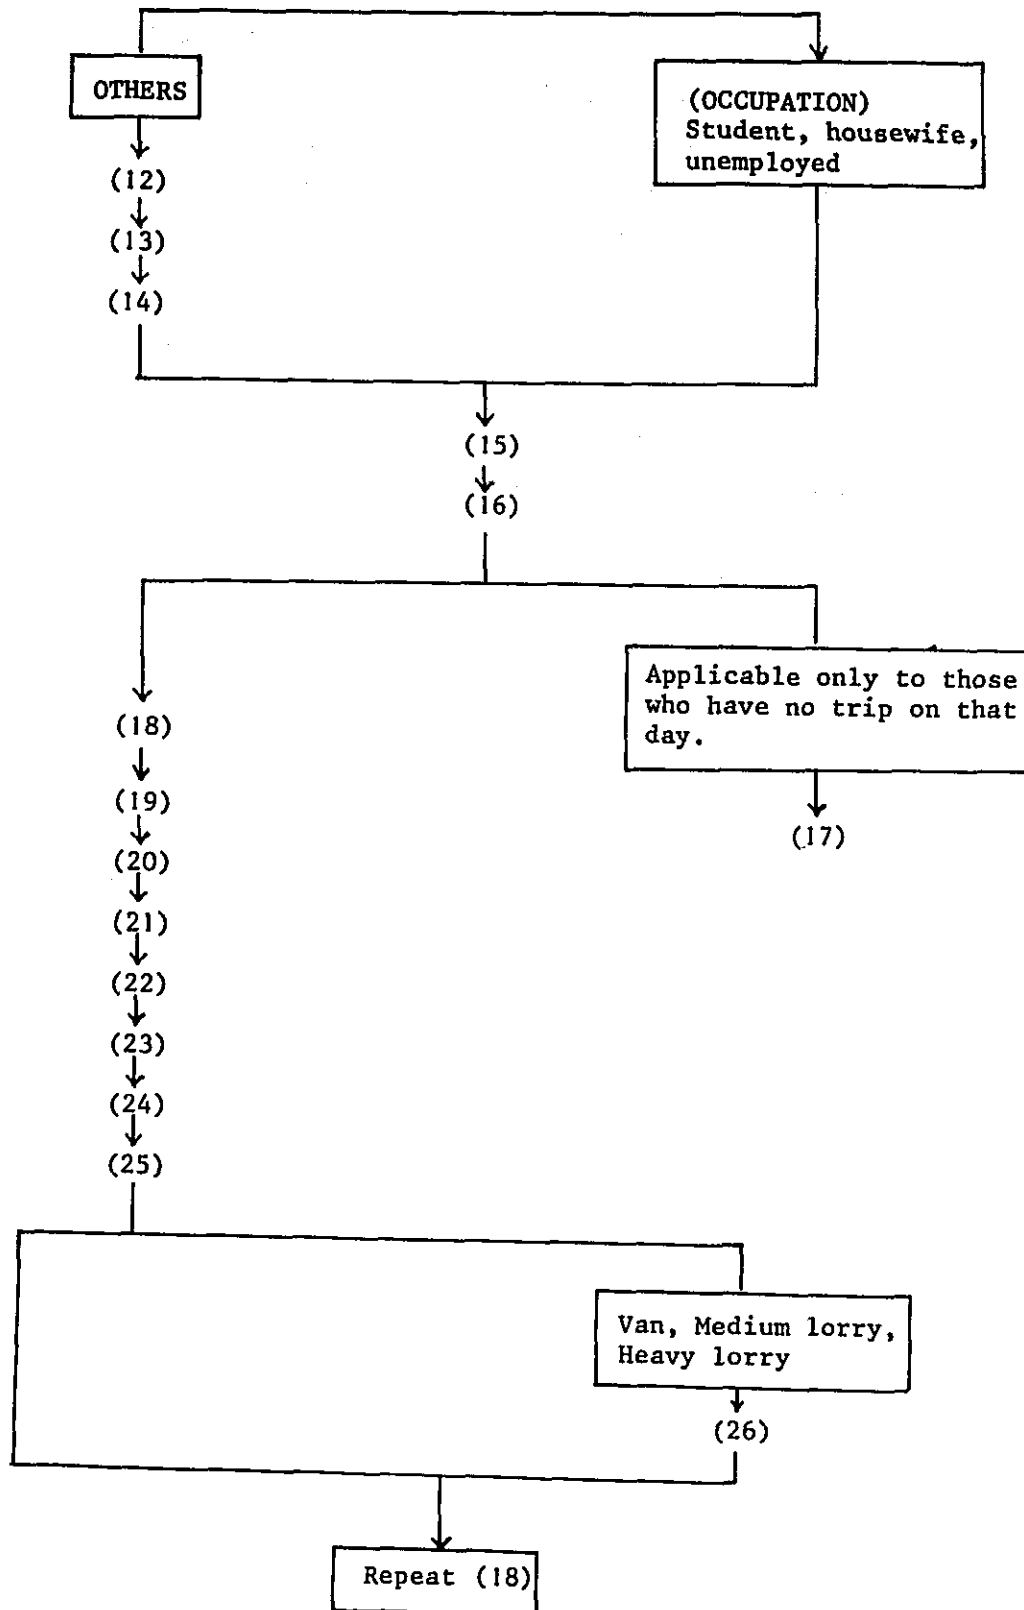 OTHERS
(OCCUPATION)
Student, housewife,
unemployed
(12)
(13)
(14)
(15)
(16)
Applicable only to those
who have no trip on that
day.
(17)
(18)
(19)
(20)
(21)
(22)
(23)
(24)
(25)
Van, Medium lorry,
Heavy lorry
(26)
Repeat (18)